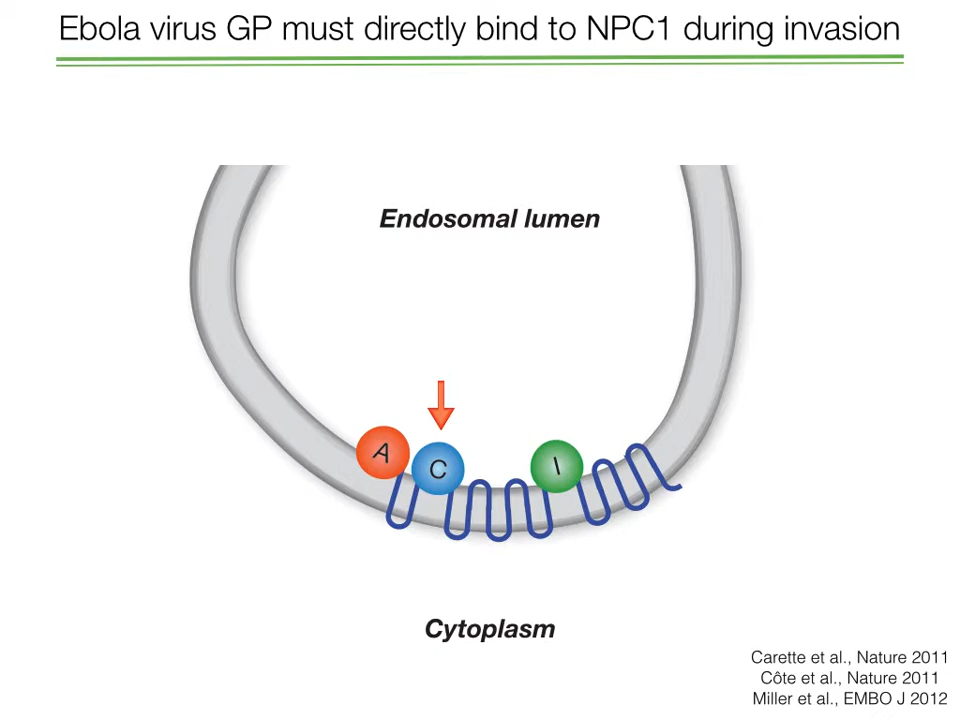 Ebola virus GP must directly bind to NPC1 during invasion
Endosomal lumen
A
C
I
Cytoplasm
Carette et al., Nature 2011
Côte et al., Nature 2011
Miller et al., EMBO J 2012